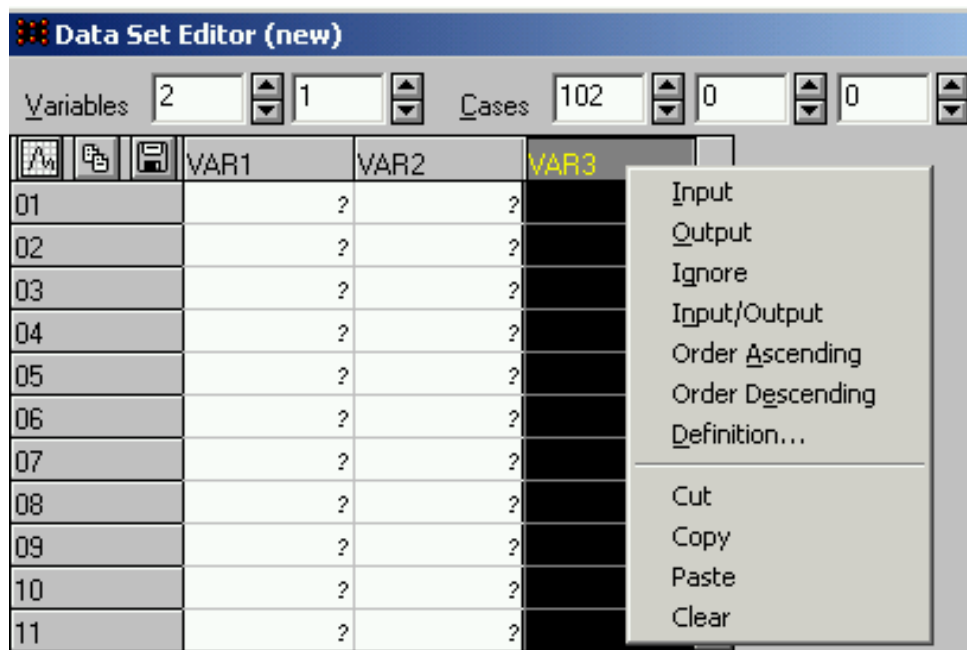 Data Set Editor (new)
Variables 2 1 Cases 102 0 0
VAR1 VAR2 VAR3
01 ? ?
02 ? ?
03 ? ?
04 ? ?
05 ? ?
06 ? ?
07 ? ?
08 ? ?
09 ? ?
10 ? ?
11 ? ?
Input
Output
Ignore
Input/Output
Order Ascending
Order Descending
Definition...
Cut
Copy
Paste
Clear